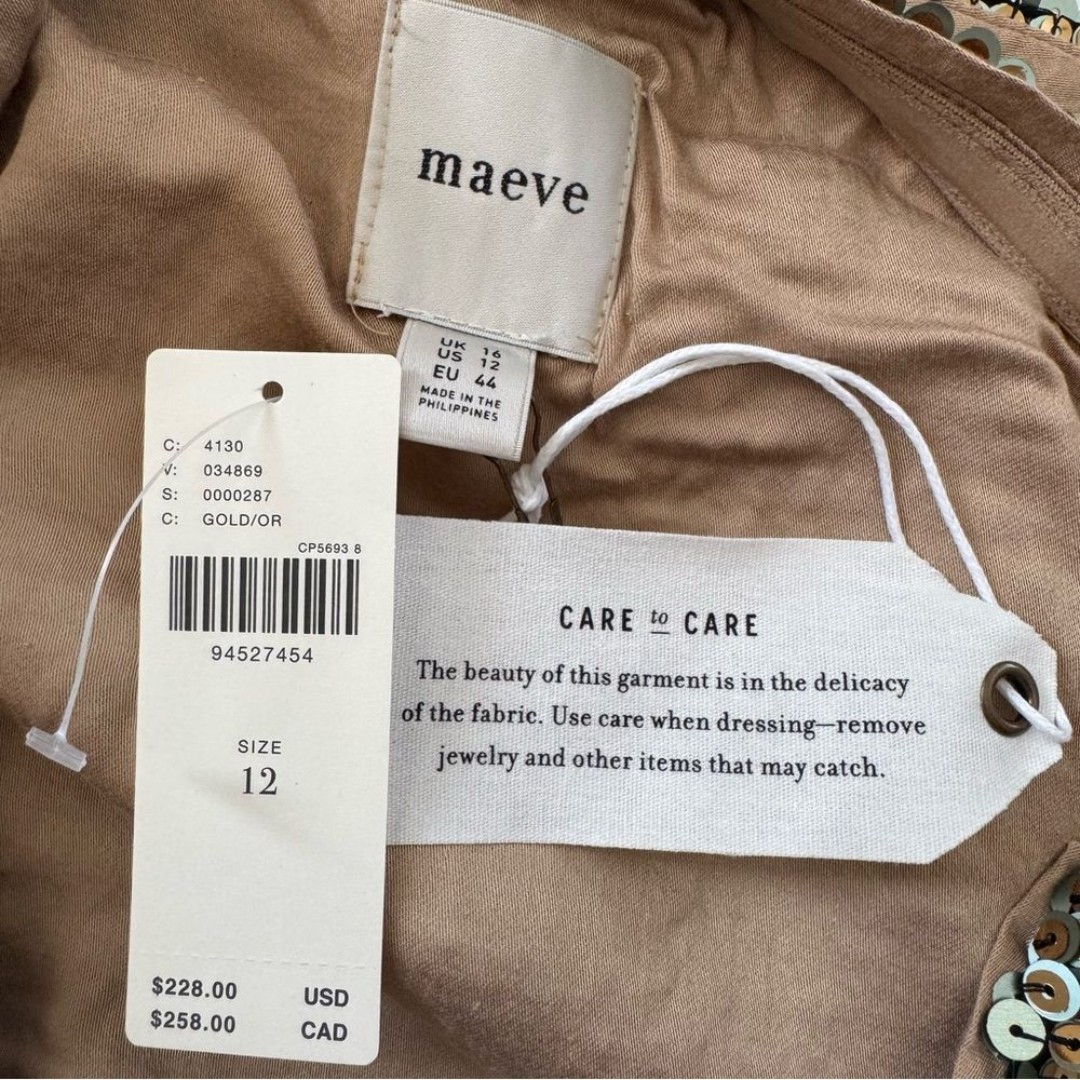 maeve
UK 16
US 12
EU 44
MADE IN THE
PHILIPPINES
C: 4130
V: 034869
S: 0000287
C: GOLD/OR
CP5693 8
94527454
SIZE
12
$228.00 USD
$258.00 CAD
CARE to CARE
The beauty of this garment is in the delicacy
of the fabric. Use care when dressing—remove
jewelry and other items that may catch.